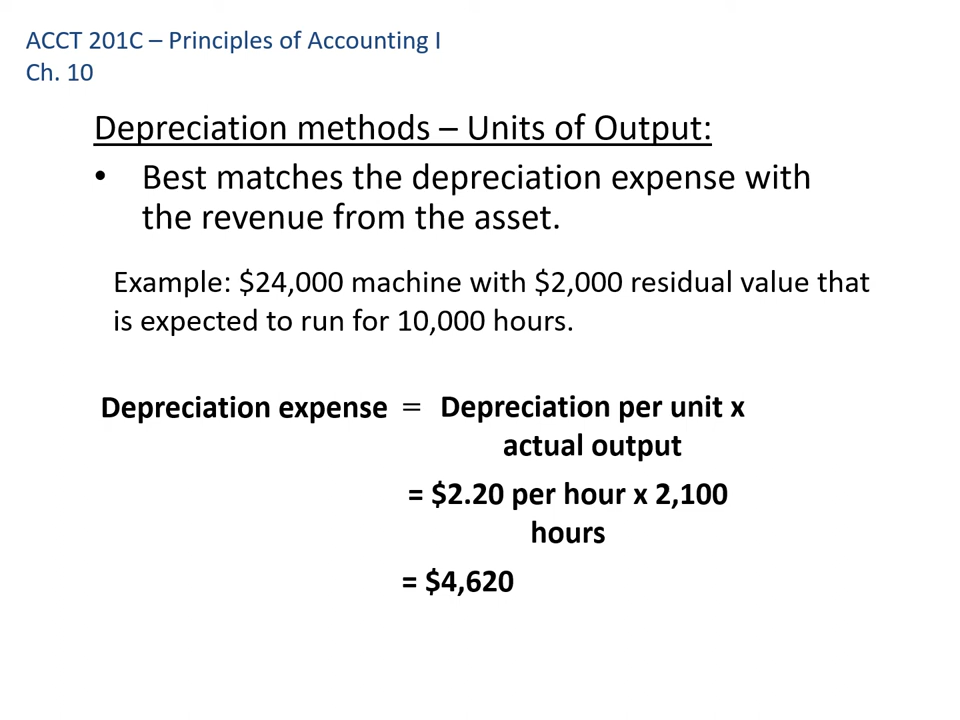 ACCT 201C – Principles of Accounting I
Ch. 10
Depreciation methods – Units of Output:
• Best matches the depreciation expense with
the revenue from the asset.
Example: $24,000 machine with $2,000 residual value that
is expected to run for 10,000 hours.
Depreciation expense = Depreciation per unit x
actual output
= $2.20 per hour x 2,100
hours
= $4,620